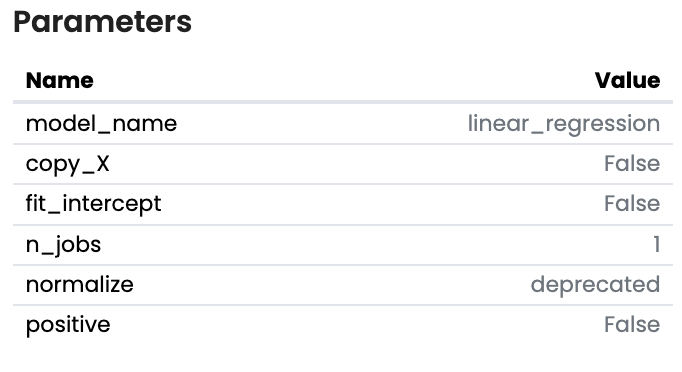 Parameters
Name Value
model_name linear_regression
copy_X False
fit_intercept False
n_jobs 1
normalize deprecated
positive False